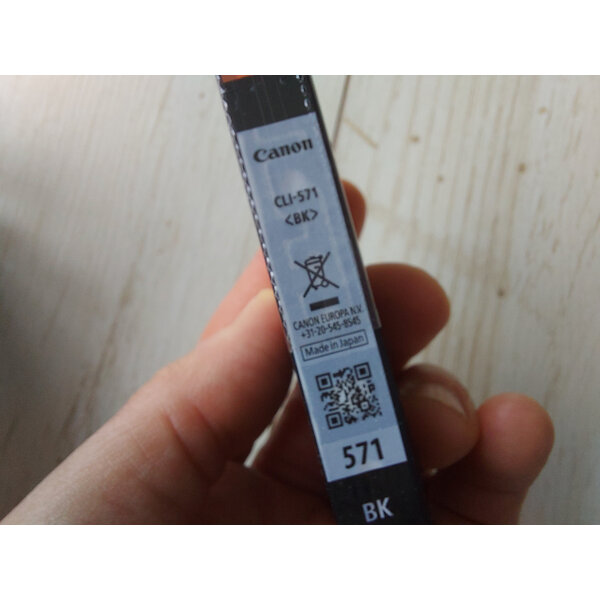 Canon
CLI-571
<BK>
CANON EUROPA N.V.
+31-20-545-8545
Made in Japan
571
BK